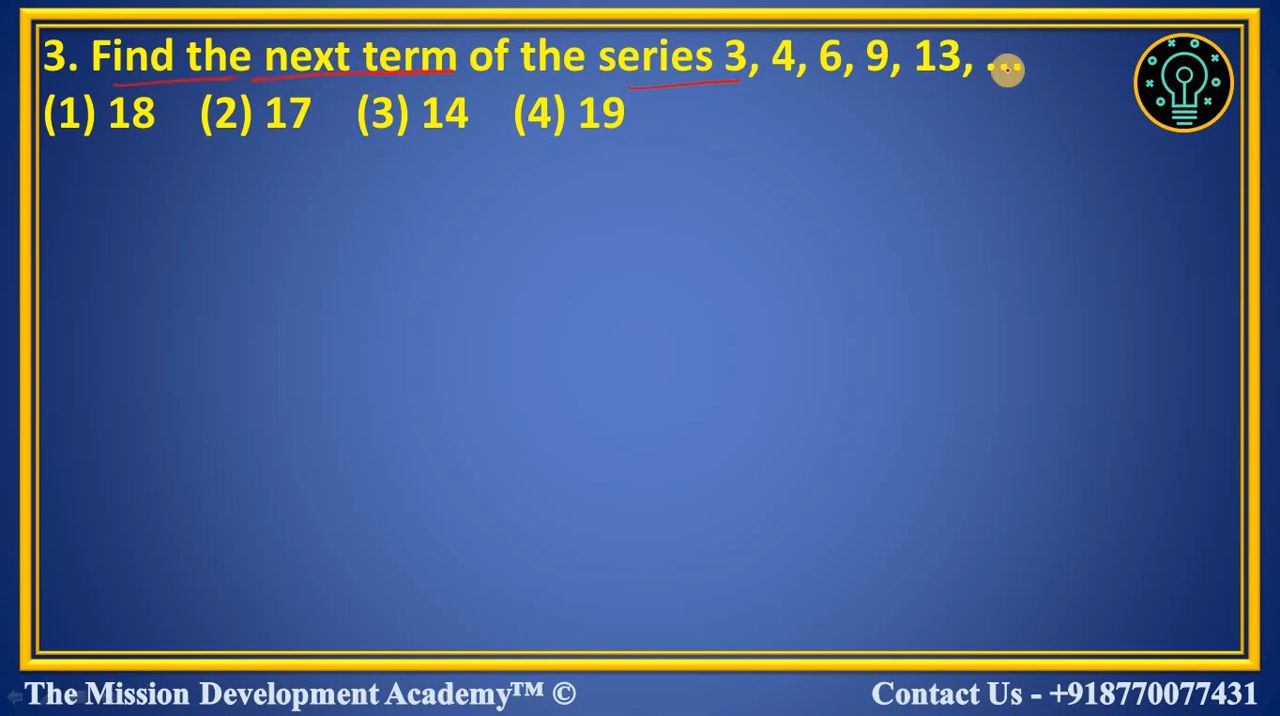 3. Find the next term of the series 3, 4, 6, 9, 13, ...
(1) 18 (2) 17 (3) 14 (4) 19
The Mission Development Academy™ © Contact Us - +918770077431